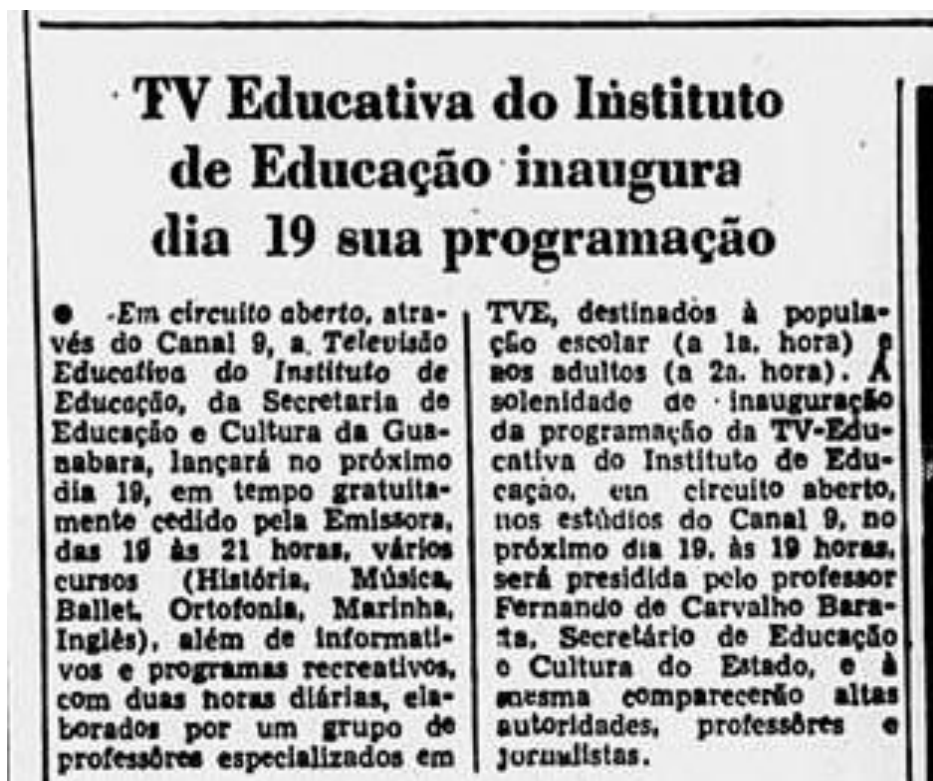 TV Educativa do Instituto
de Educação inaugura
dia 19 sua programação
● Em circuito aberto, atra-
vés do Canal 9, a Televisão
Educativa do Instituto de
Educação, da Secretaria de
Educação e Cultura da Gua-
nabara, lançará no próximo
dia 19, em tempo gratuita-
mente cedido pela Emissora,
das 19 às 21 horas, vários
cursos (História, Música,
Ballet, Ortofonia, Marinha,
Inglês), além de informati-
vos e programas recreativos,
com duas horas diárias, ela-
borados por um grupo de
professôres especializados em
TVE, destinados à popula-
ção escolar (a 1a. hora) e
aos adultos (a 2a. hora). A
solenidade de inauguração
da programação da TV-Edu-
cativa do Instituto de Edu-
cação, em circuito aberto,
nos estúdios do Canal 9, no
próximo dia 19, às 19 horas,
será presidida pelo professor
Fernando de Carvalho Bara-
ta, Secretário de Educação
e Cultura do Estado, e à
mesma comparecerão altas
autoridades, professôres e
jornalistas.